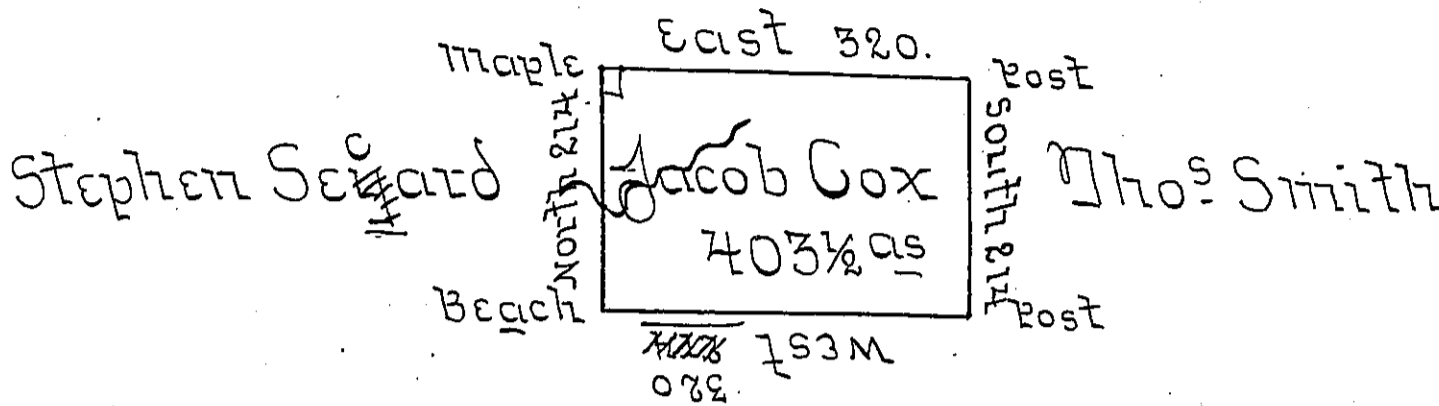 East 320.
Maple
Post
North 214
South 214
Stephen Secard
Jacob Cox
Thos Smith
403½ as
Beach
Post
West
320